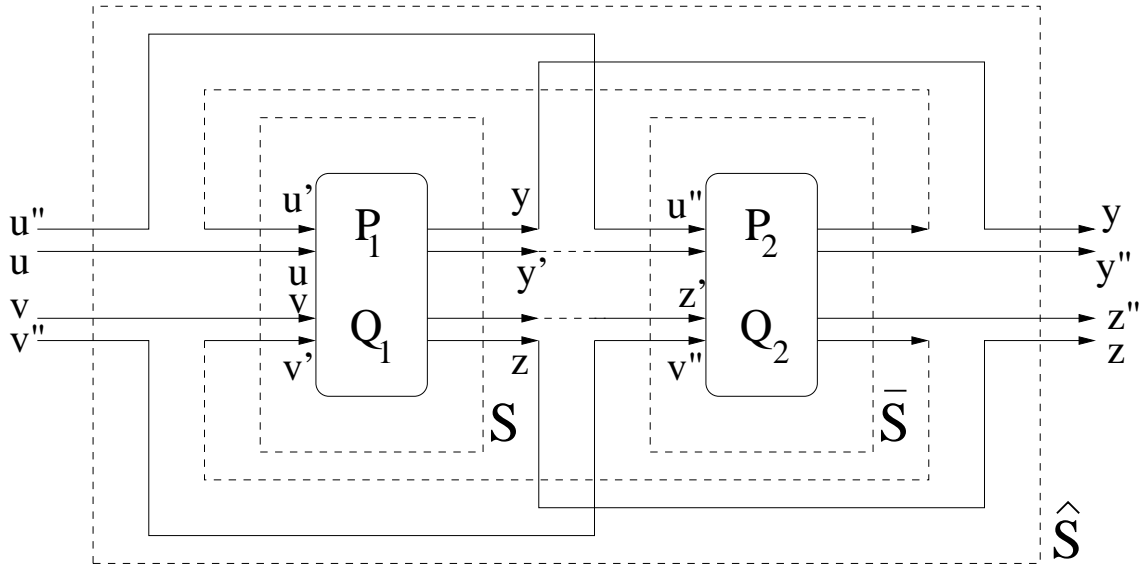 u'
y
u"
P₁
P₂
y
u"
u
y'
y"
u
v
v
z'
z"
Q₁
Q₂
v"
v'
z
v"
z
S
S̄
Ŝ